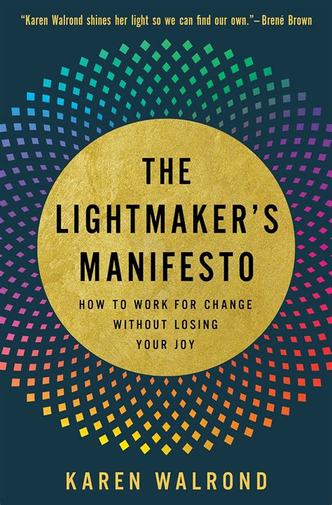 “Karen Walrond shines her light so we can find our own.”—Brené Brown
THE
LIGHTMAKER’S
MANIFESTO
HOW TO WORK FOR CHANGE
WITHOUT LOSING
YOUR JOY
KAREN WALROND